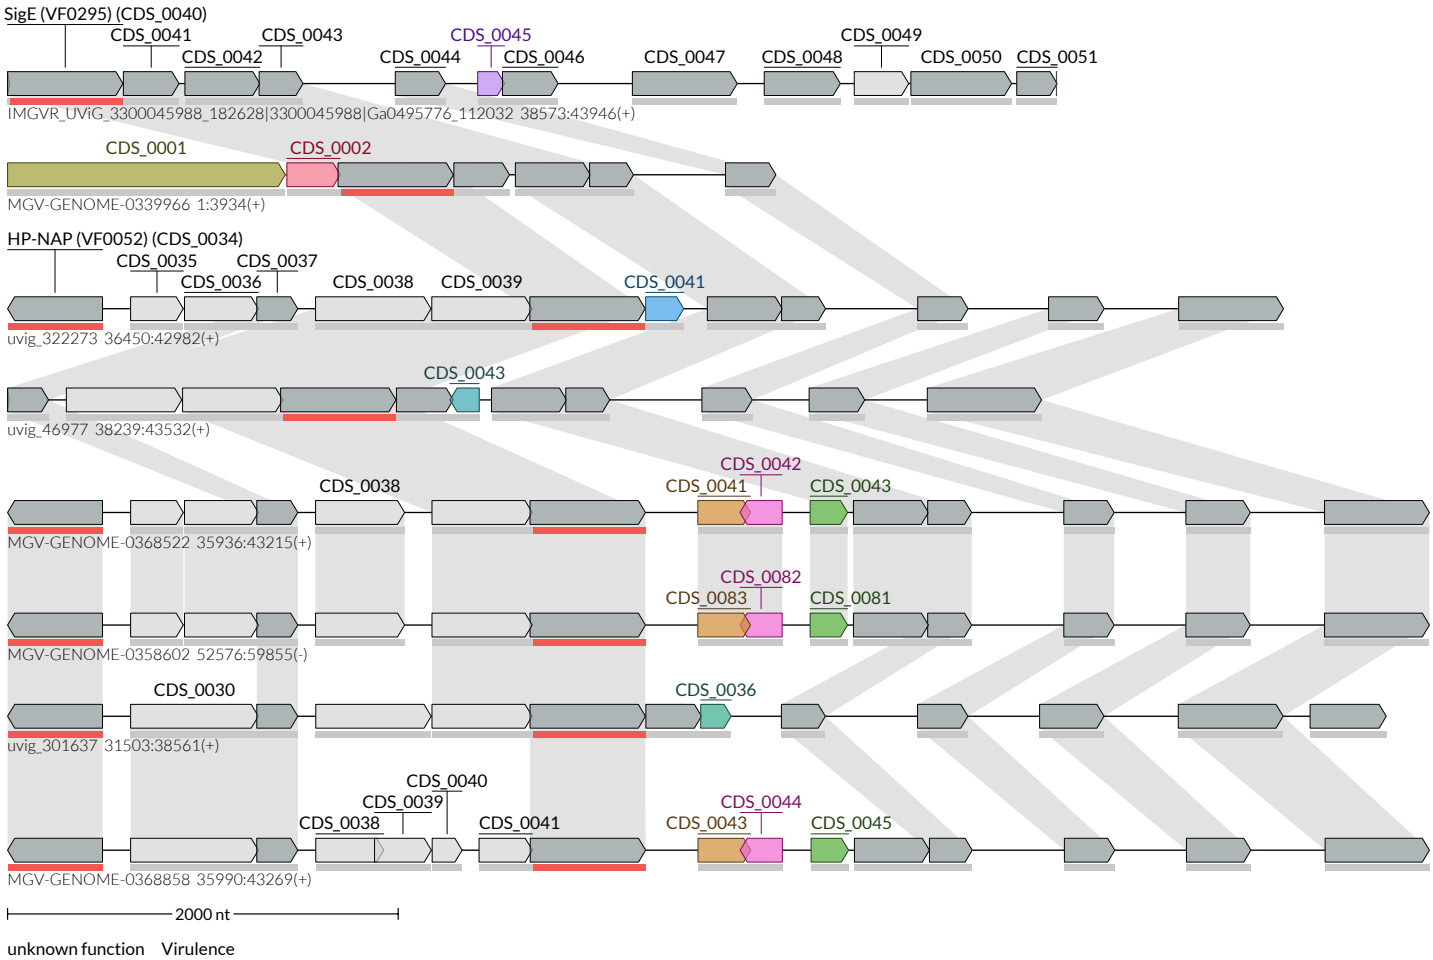 SigE (VF0295) (CDS_0040)
CDS_0041 CDS_0043 CDS_0045 CDS_0049
CDS_0042 CDS_0044 CDS_0046 CDS_0047 CDS_0048 CDS_0050 CDS_0051
IMGVR_UViG_3300045988_182628|3300045988|Ga0495776_112032 38573:43946(+)
CDS_0001 CDS_0002
MGV-GENOME-0339966 1:3934(+)
HP-NAP (VF0052) (CDS_0034)
CDS_0035 CDS_0037
CDS_0036 CDS_0038 CDS_0039 CDS_0041
uvig_322273 36450:42982(+)
CDS_0043
uvig_46977 38239:43532(+)
CDS_0042
CDS_0038 CDS_0041 CDS_0043
MGV-GENOME-0368522 35936:43215(+)
CDS_0082
CDS_0083 CDS_0081
MGV-GENOME-0358602 52576:59855(-)
CDS_0030 CDS_0036
uvig_301637 31503:38561(+)
CDS_0040
CDS_0039 CDS_0044
CDS_0038 CDS_0041 CDS_0043 CDS_0045
MGV-GENOME-0368858 35990:43269(+)
2000 nt
unknown function Virulence